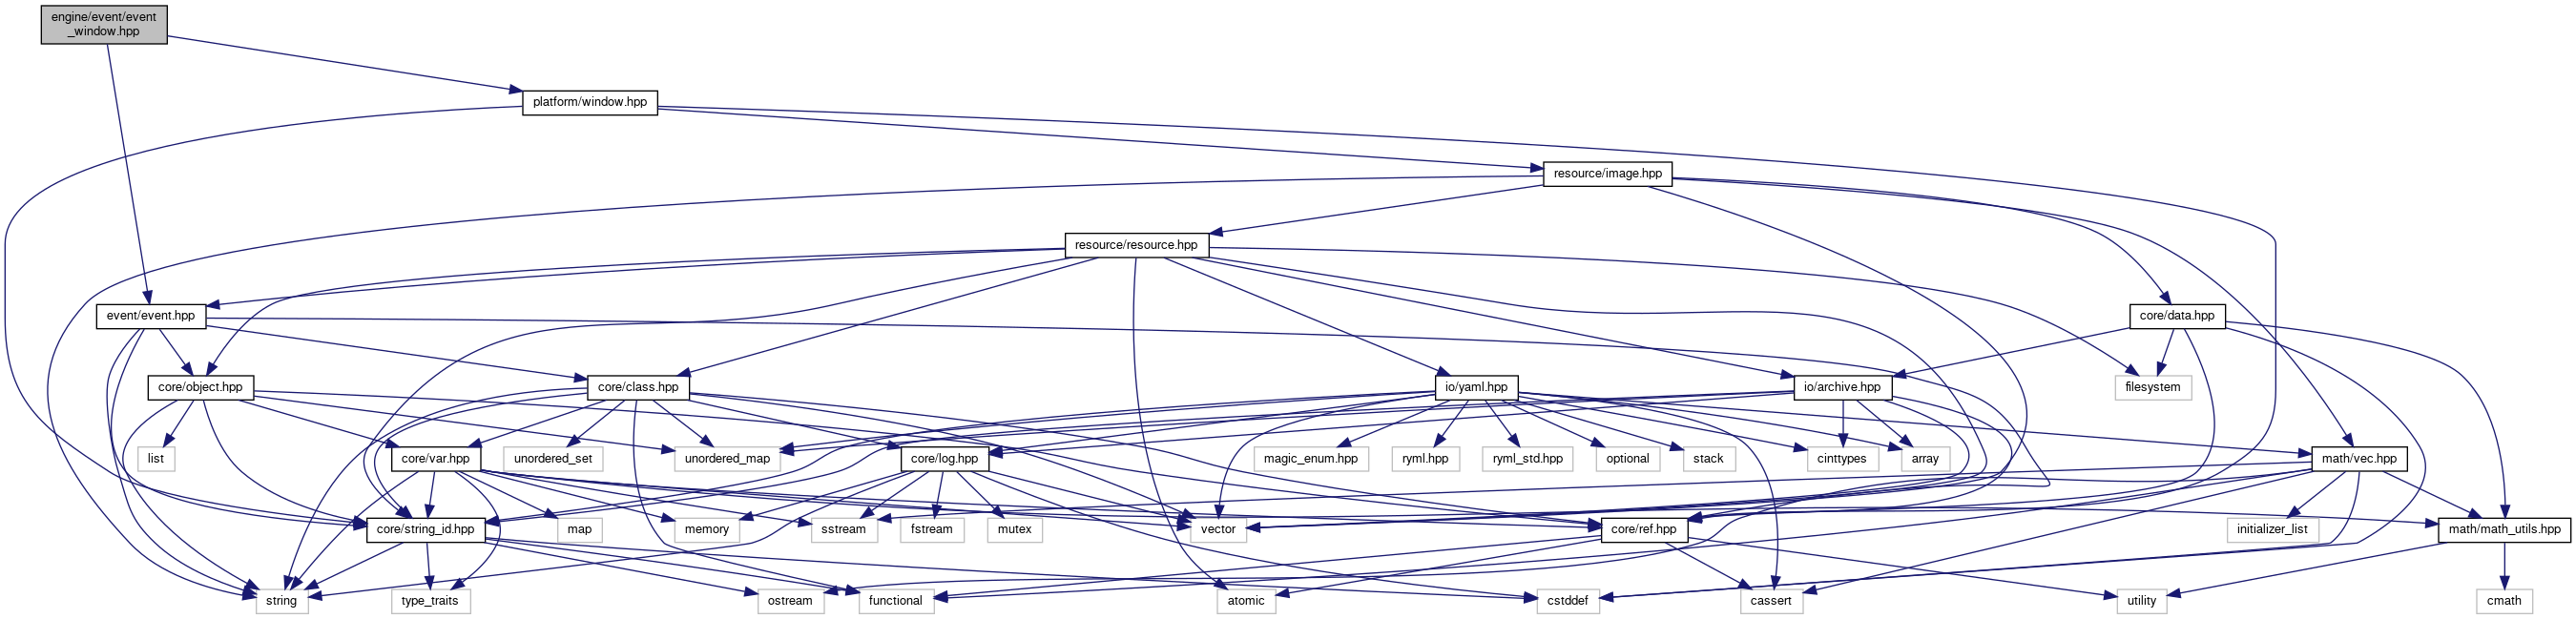 engine/event/event
_window.hpp
platform/window.hpp
resource/image.hpp
resource/resource.hpp
event/event.hpp
core/data.hpp
core/object.hpp
core/class.hpp
io/yaml.hpp
io/archive.hpp
filesystem
list
core/var.hpp
unordered_set
unordered_map
core/log.hpp
magic_enum.hpp
ryml.hpp
ryml_std.hpp
optional
stack
cinttypes
array
math/vec.hpp
core/string_id.hpp
map
memory
sstream
fstream
mutex
vector
core/ref.hpp
initializer_list
math/math_utils.hpp
string
type_traits
ostream
functional
atomic
cstddef
cassert
utility
cmath